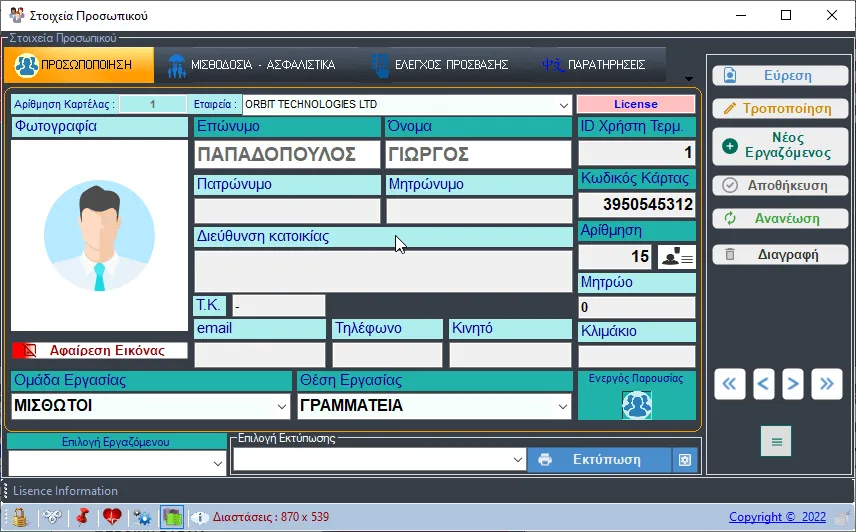 Στοιχεία Προσωπικού
Στοιχεία Προσωπικού
ΠΡΟΣΩΠΟΠΟΙΗΣΗ
ΜΙΣΘΟΔΟΣΙΑ - ΑΣΦΑΛΙΣΤΙΚΑ
ΕΛΕΓΧΟΣ ΠΡΟΣΒΑΣΗΣ
ΠΑΡΑΤΗΡΗΣΕΙΣ
Αρίθμηση Καρτέλας : 1 Εταιρεία : ORBIT TECHNOLOGIES LTD License
Φωτογραφία
Επώνυμο Όνομα ID Χρήστη Τερμ.
ΠΑΠΑΔΟΠΟΥΛΟΣ ΓΙΩΡΓΟΣ 1
Πατρώνυμο Μητρώνυμο Κωδικός Κάρτας
3950545312
Διεύθυνση κατοικίας Αρίθμηση
15
Μητρώο
Τ.Κ. - 0
email Τηλέφωνο Κινητό Κλιμάκιο
Αφαίρεση Εικόνας
Ομάδα Εργασίας Θέση Εργασίας Ενεργός Παρουσίας
ΜΙΣΘΩΤΟΙ ΓΡΑΜΜΑΤΕΙΑ
Επιλογή Εργαζόμενου Επιλογή Εκτύπωσης
Εκτύπωση
Εύρεση
Τροποποίηση
Νέος
Εργαζόμενος
Αποθήκευση
Ανανέωση
Διαγραφή
Lisence Information
Διαστάσεις : 870 x 539
Copyright © 2022